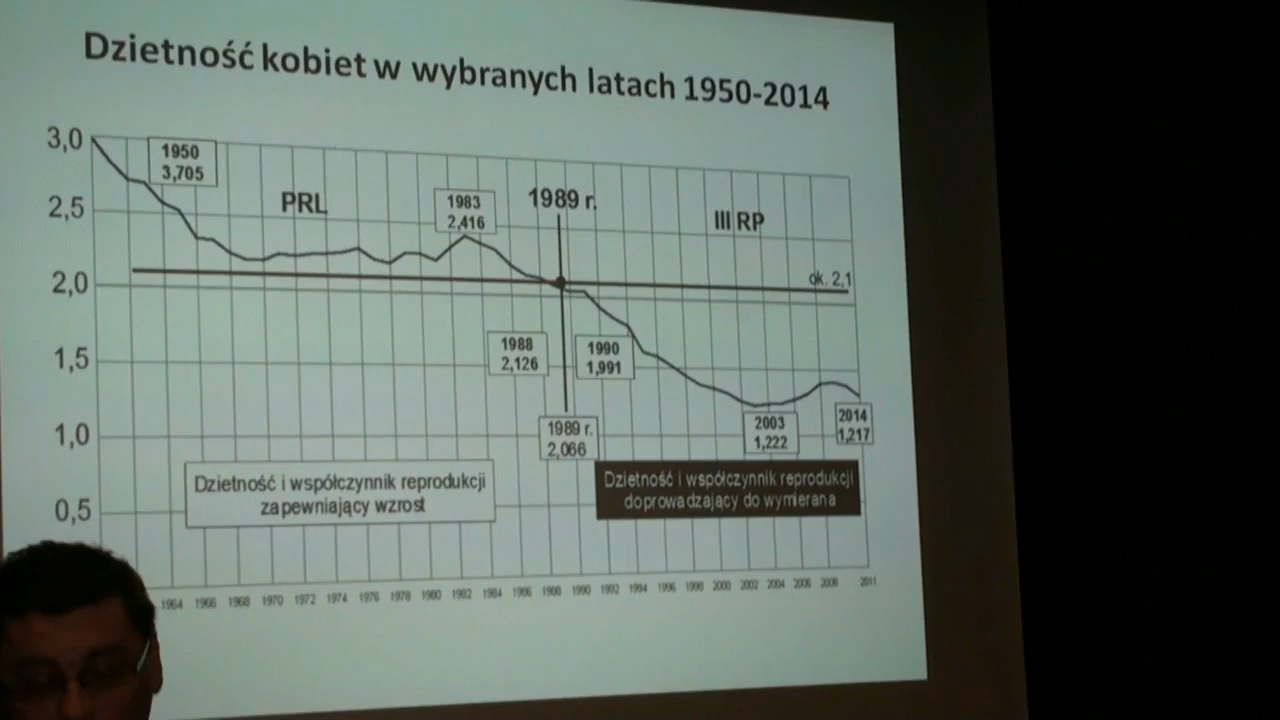 Dzietność kobiet w wybranych latach 1950-2014
3,0
2,5
2,0
1,5
1,0
0,5
1950
3,705
PRL
1983
2,416
1989 r.
III RP
ok. 2,1
1988
2,126
1990
1,991
1989 r.
2,066
2003
1,222
2014
1,217
Dzietność i współczynnik reprodukcji
zapewniający wzrost
Dzietność i współczynnik reprodukcji
doprowadzający do wymierana
1964 1966 1968 1970 1972 1974 1976 1978 1980 1982 1984 1986 1988 1990 1992 1994 1996 1998 2000 2002 2004 2006 2008 2011